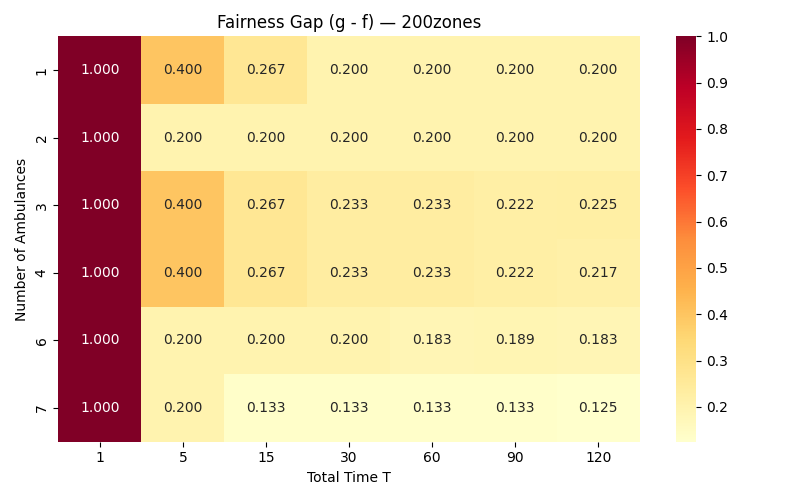 Fairness Gap (g - f) — 200zones
Number of Ambulances
1 1.000 0.400 0.267 0.200 0.200 0.200 0.200
2 1.000 0.200 0.200 0.200 0.200 0.200 0.200
3 1.000 0.400 0.267 0.233 0.233 0.222 0.225
4 1.000 0.400 0.267 0.233 0.233 0.222 0.217
6 1.000 0.200 0.200 0.200 0.183 0.189 0.183
7 1.000 0.200 0.133 0.133 0.133 0.133 0.125
1 5 15 30 60 90 120
Total Time T
1.0
0.9
0.8
0.7
0.6
0.5
0.4
0.3
0.2